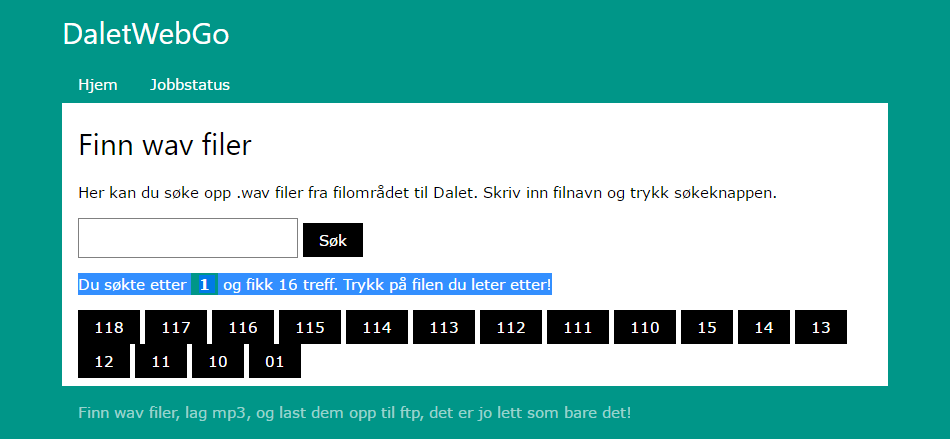 DaletWebGo
Hjem Jobbstatus
Finn wav filer
Her kan du søke opp .wav filer fra filområdet til Dalet. Skriv inn filnavn og trykk søkeknappen.
Søk
Du søkte etter 1 og fikk 16 treff. Trykk på filen du leter etter!
118 117 116 115 114 113 112 111 110 15 14 13
12 11 10 01
Finn wav filer, lag mp3, og last dem opp til ftp, det er jo lett som bare det!